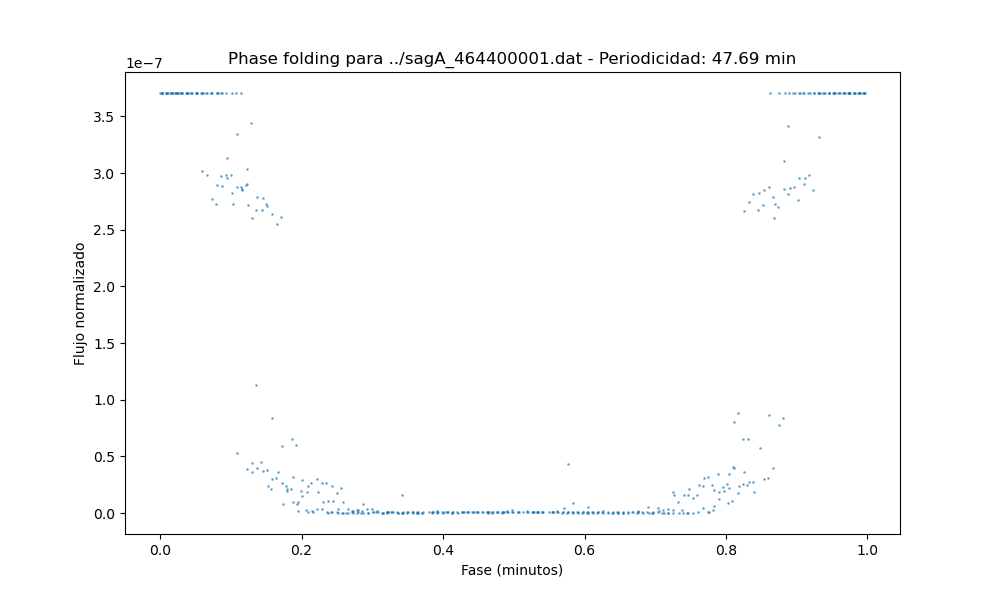 Phase folding para ../sagA_464400001.dat - Periodicidad: 47.69 min
1e−7
3.5
3.0
2.5
2.0
1.5
1.0
0.5
0.0
Flujo normalizado
0.0 0.2 0.4 0.6 0.8 1.0
Fase (minutos)